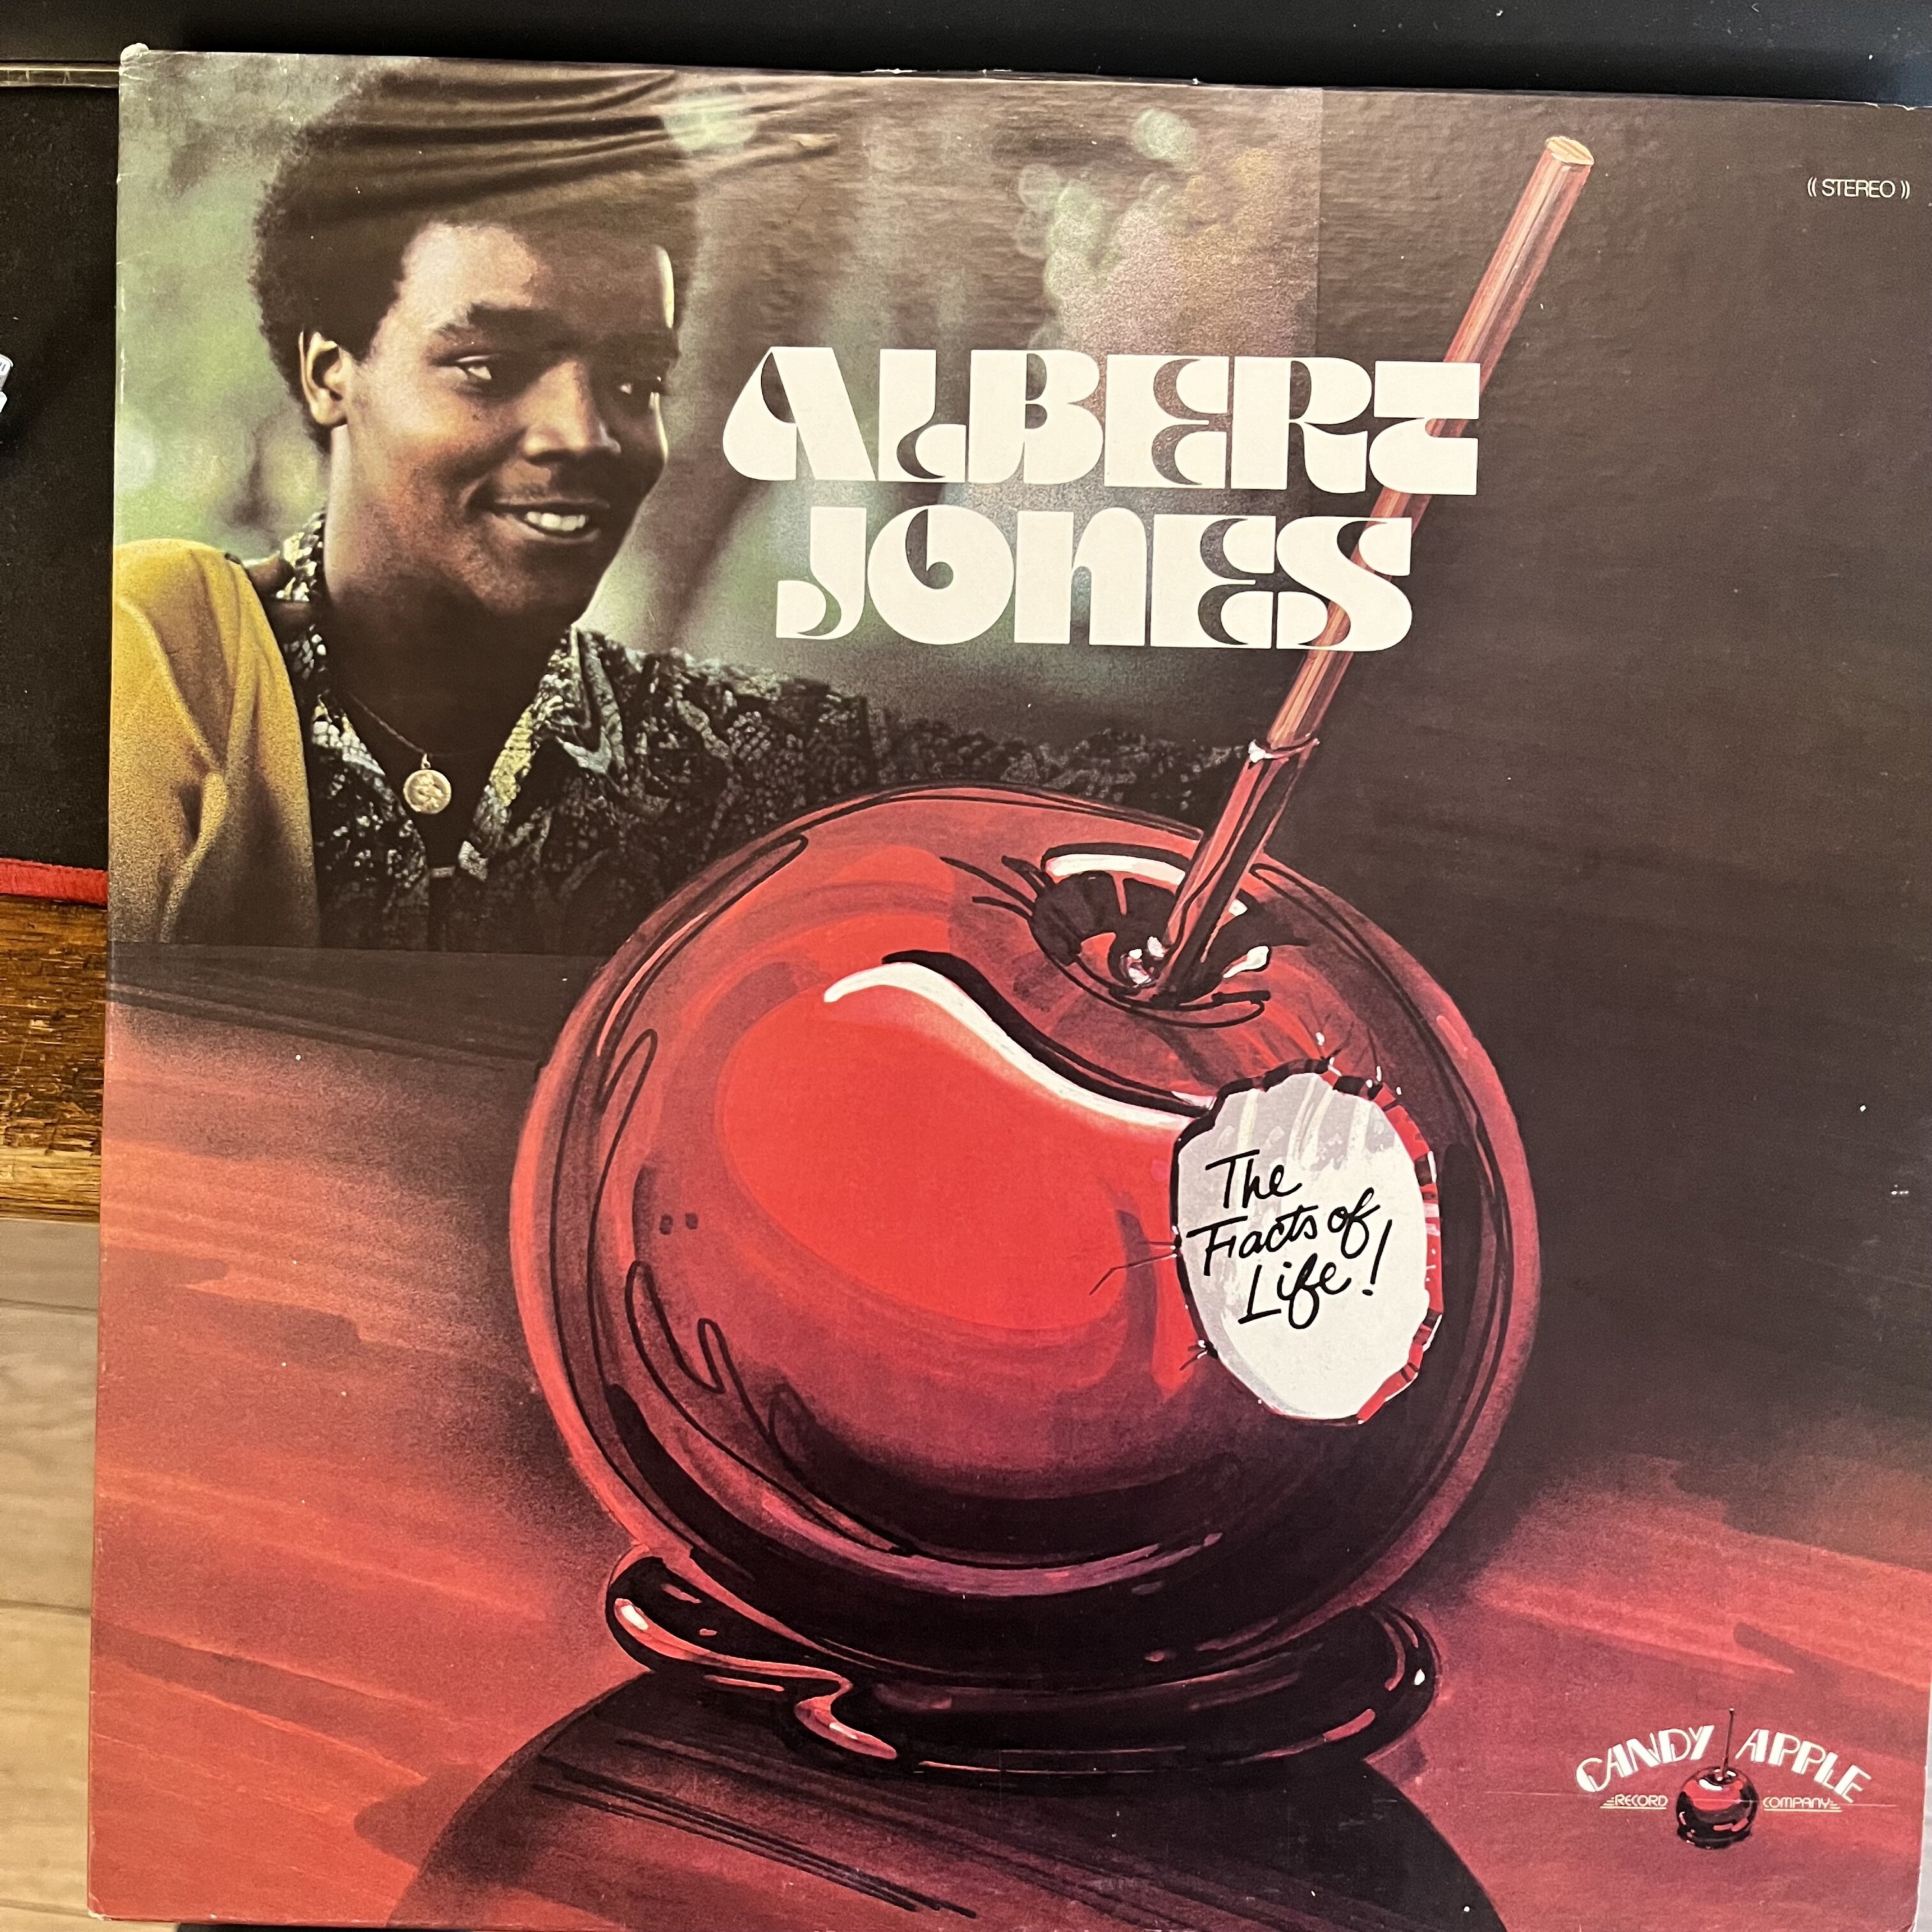 (( STEREO ))
ALBERT
JONES
The
Facts of
Life!
CANDY APPLE
RECORD COMPANY